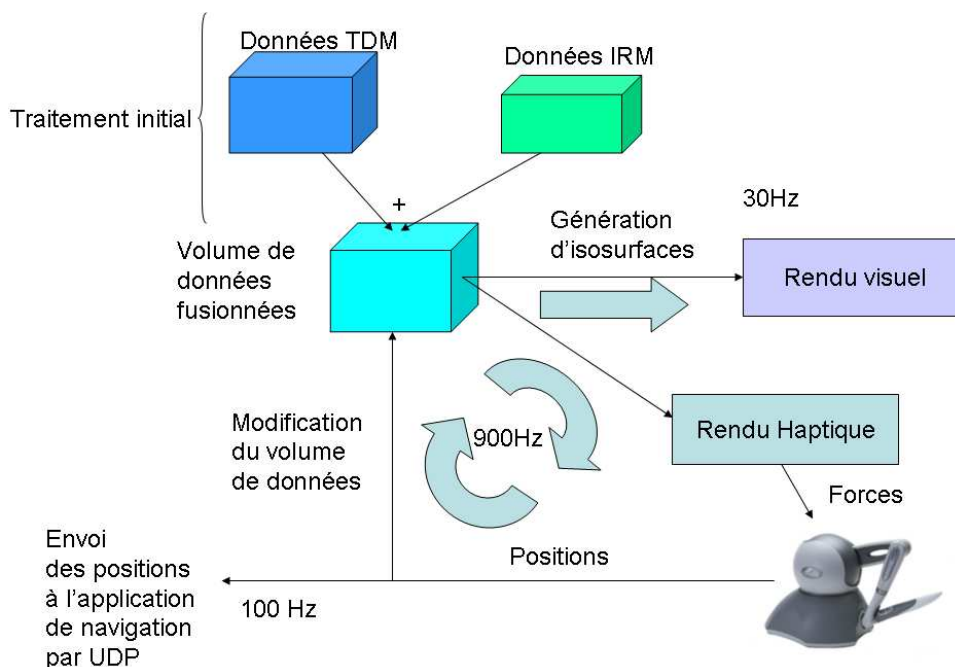 Données TDM
Données IRM
Traitement initial
+
30Hz
Génération
d'isosurfaces
Volume de
données
fusionnées
Rendu visuel
Modification
du volume
de données
900Hz
Rendu Haptique
Forces
Envoi
des positions
à l'application
de navigation
par UDP
Positions
100 Hz